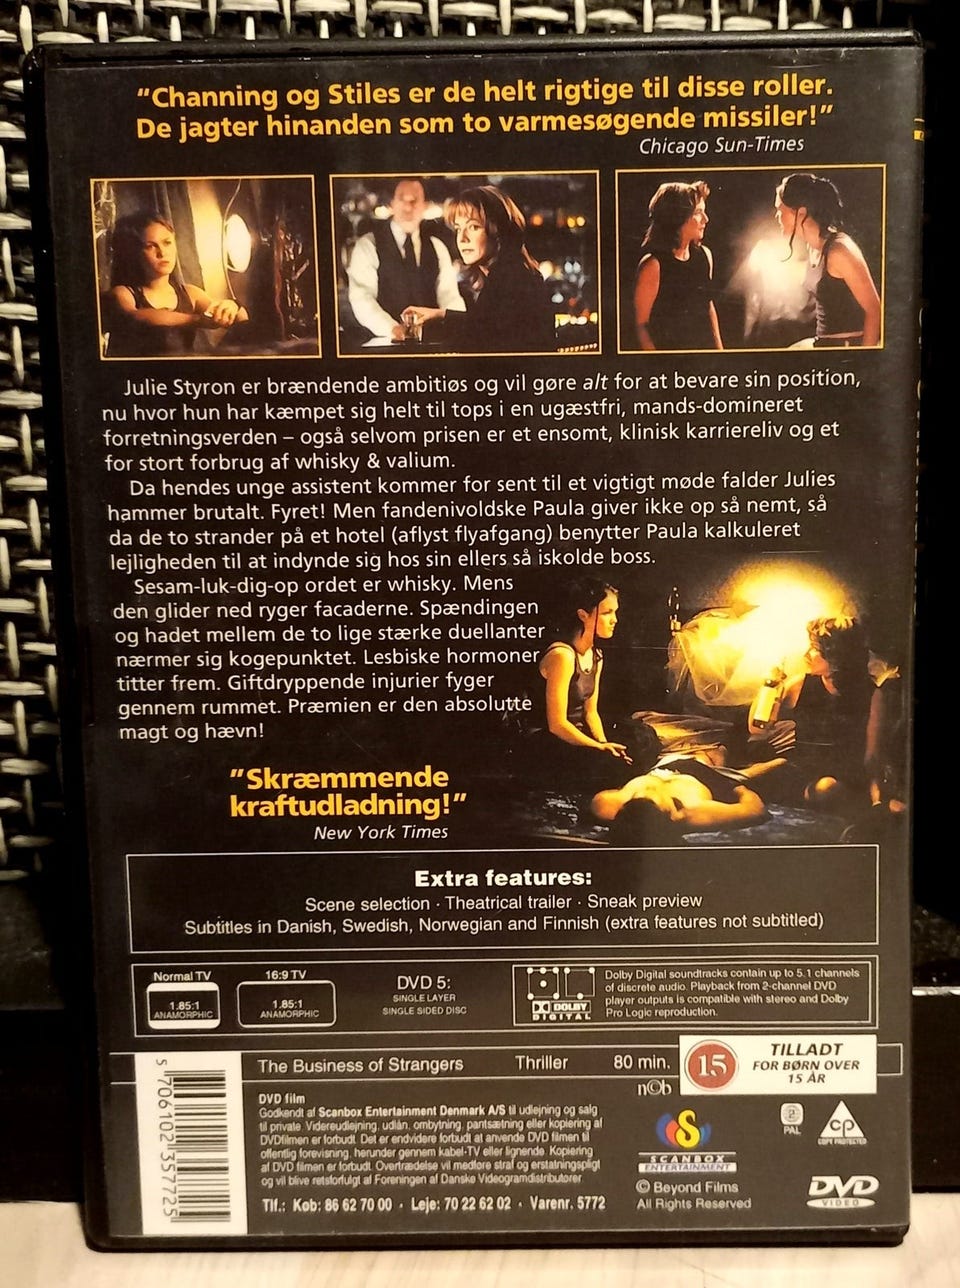 "Channing og Stiles er de helt rigtige til disse roller.
De jagter hinanden som to varmesøgende missiler!"
Chicago Sun-Times
Julie Styron er brændende ambitiøs og vil gøre alt for at bevare sin position,
nu hvor hun har kæmpet sig helt til tops i en ugæstfri, mands-domineret
forretningsverden – også selvom prisen er et ensomt, klinisk karriereliv og et
for stort forbrug af whisky & valium.
Da hendes unge assistent kommer for sent til et vigtigt møde falder Julies
hammer brutalt. Fyret! Men fandenivoldske Paula giver ikke op så nemt, så
da de to strander på et hotel (aflyst flyafgang) benytter Paula kalkuleret
lejligheden til at indynde sig hos sin ellers så iskolde boss.
Sesam-luk-dig-op ordet er whisky. Mens
den glider ned ryger facaderne. Spændingen
og hadet mellem de to lige stærke duellanter
nærmer sig kogepunktet. Lesbiske hormoner
titter frem. Giftdryppende injurier fyger
gennem rummet. Præmien er den absolutte
magt og hævn!
"Skræmmende
kraftudladning!"
New York Times
Extra features:
Scene selection · Theatrical trailer · Sneak preview
Subtitles in Danish, Swedish, Norwegian and Finnish (extra features not subtitled)
Normal TV
1.85:1
ANAMORPHIC
16:9 TV
1.85:1
ANAMORPHIC
DVD 5:
SINGLE LAYER
SINGLE SIDED DISC
DOLBY
DIGITAL
Dolby Digital soundtracks contain up to 5.1 channels
of discrete audio. Playback from 2-channel DVD
player outputs is compatible with stereo and Dolby
Pro Logic reproduction.
The Business of Strangers Thriller 80 min.
15
TILLADT
FOR BØRN OVER
15 ÅR
n©b
DVD film
Godkendt af Scanbox Entertainment Denmark A/S til udlejning og salg
til private. Videreudlejning, udlån, ombytning, pantsætning eller kopiering af
DVDfilmen er forbudt. Det er endvidere forbudt at anvende DVD filmen til
offentlig forevisning, herunder gennem kabel-TV eller lignende. Kopiering
af DVD filmen er forbudt. Overtrædelse vil medføre straf og erstatningspligt
og vil blive retsforfulgt af Foreningen af Danske Videogramdistributører.
Tlf.: Køb: 86 62 70 00 · Leje: 70 22 62 02 · Varenr. 5772
5 706102 357725
S
SCANBOX
ENTERTAINMENT
© Beyond Films
All Rights Reserved
2
PAL
CP
COPY PROTECTED
DVD
VIDEO